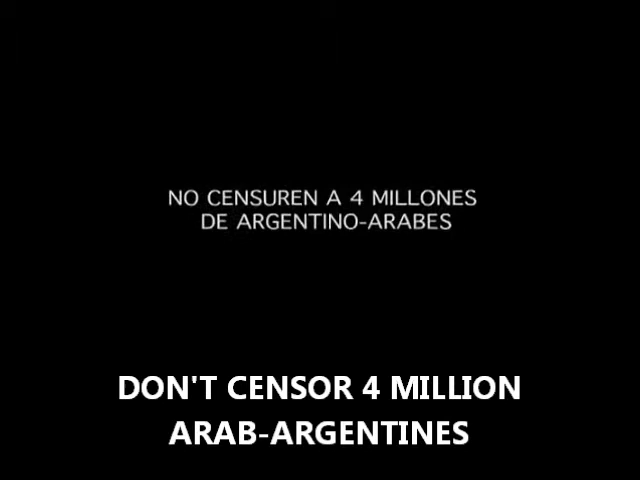 NO CENSUREN A 4 MILLONES
DE ARGENTINO-ARABES
DON'T CENSOR 4 MILLION
ARAB-ARGENTINES